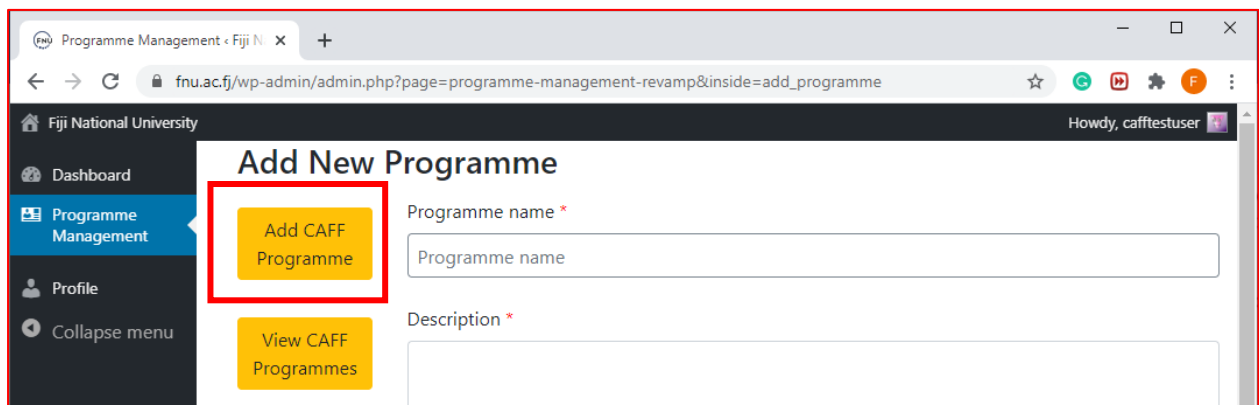 FNU Programme Management ‹ Fiji N
fnu.ac.fj/wp-admin/admin.php?page=programme-management-revamp&inside=add_programme
F
Fiji National University
Howdy, cafftestuser
Dashboard
Programme
Management
Profile
Collapse menu
Add New Programme
Add CAFF
Programme
View CAFF
Programmes
Programme name *
Programme name
Description *